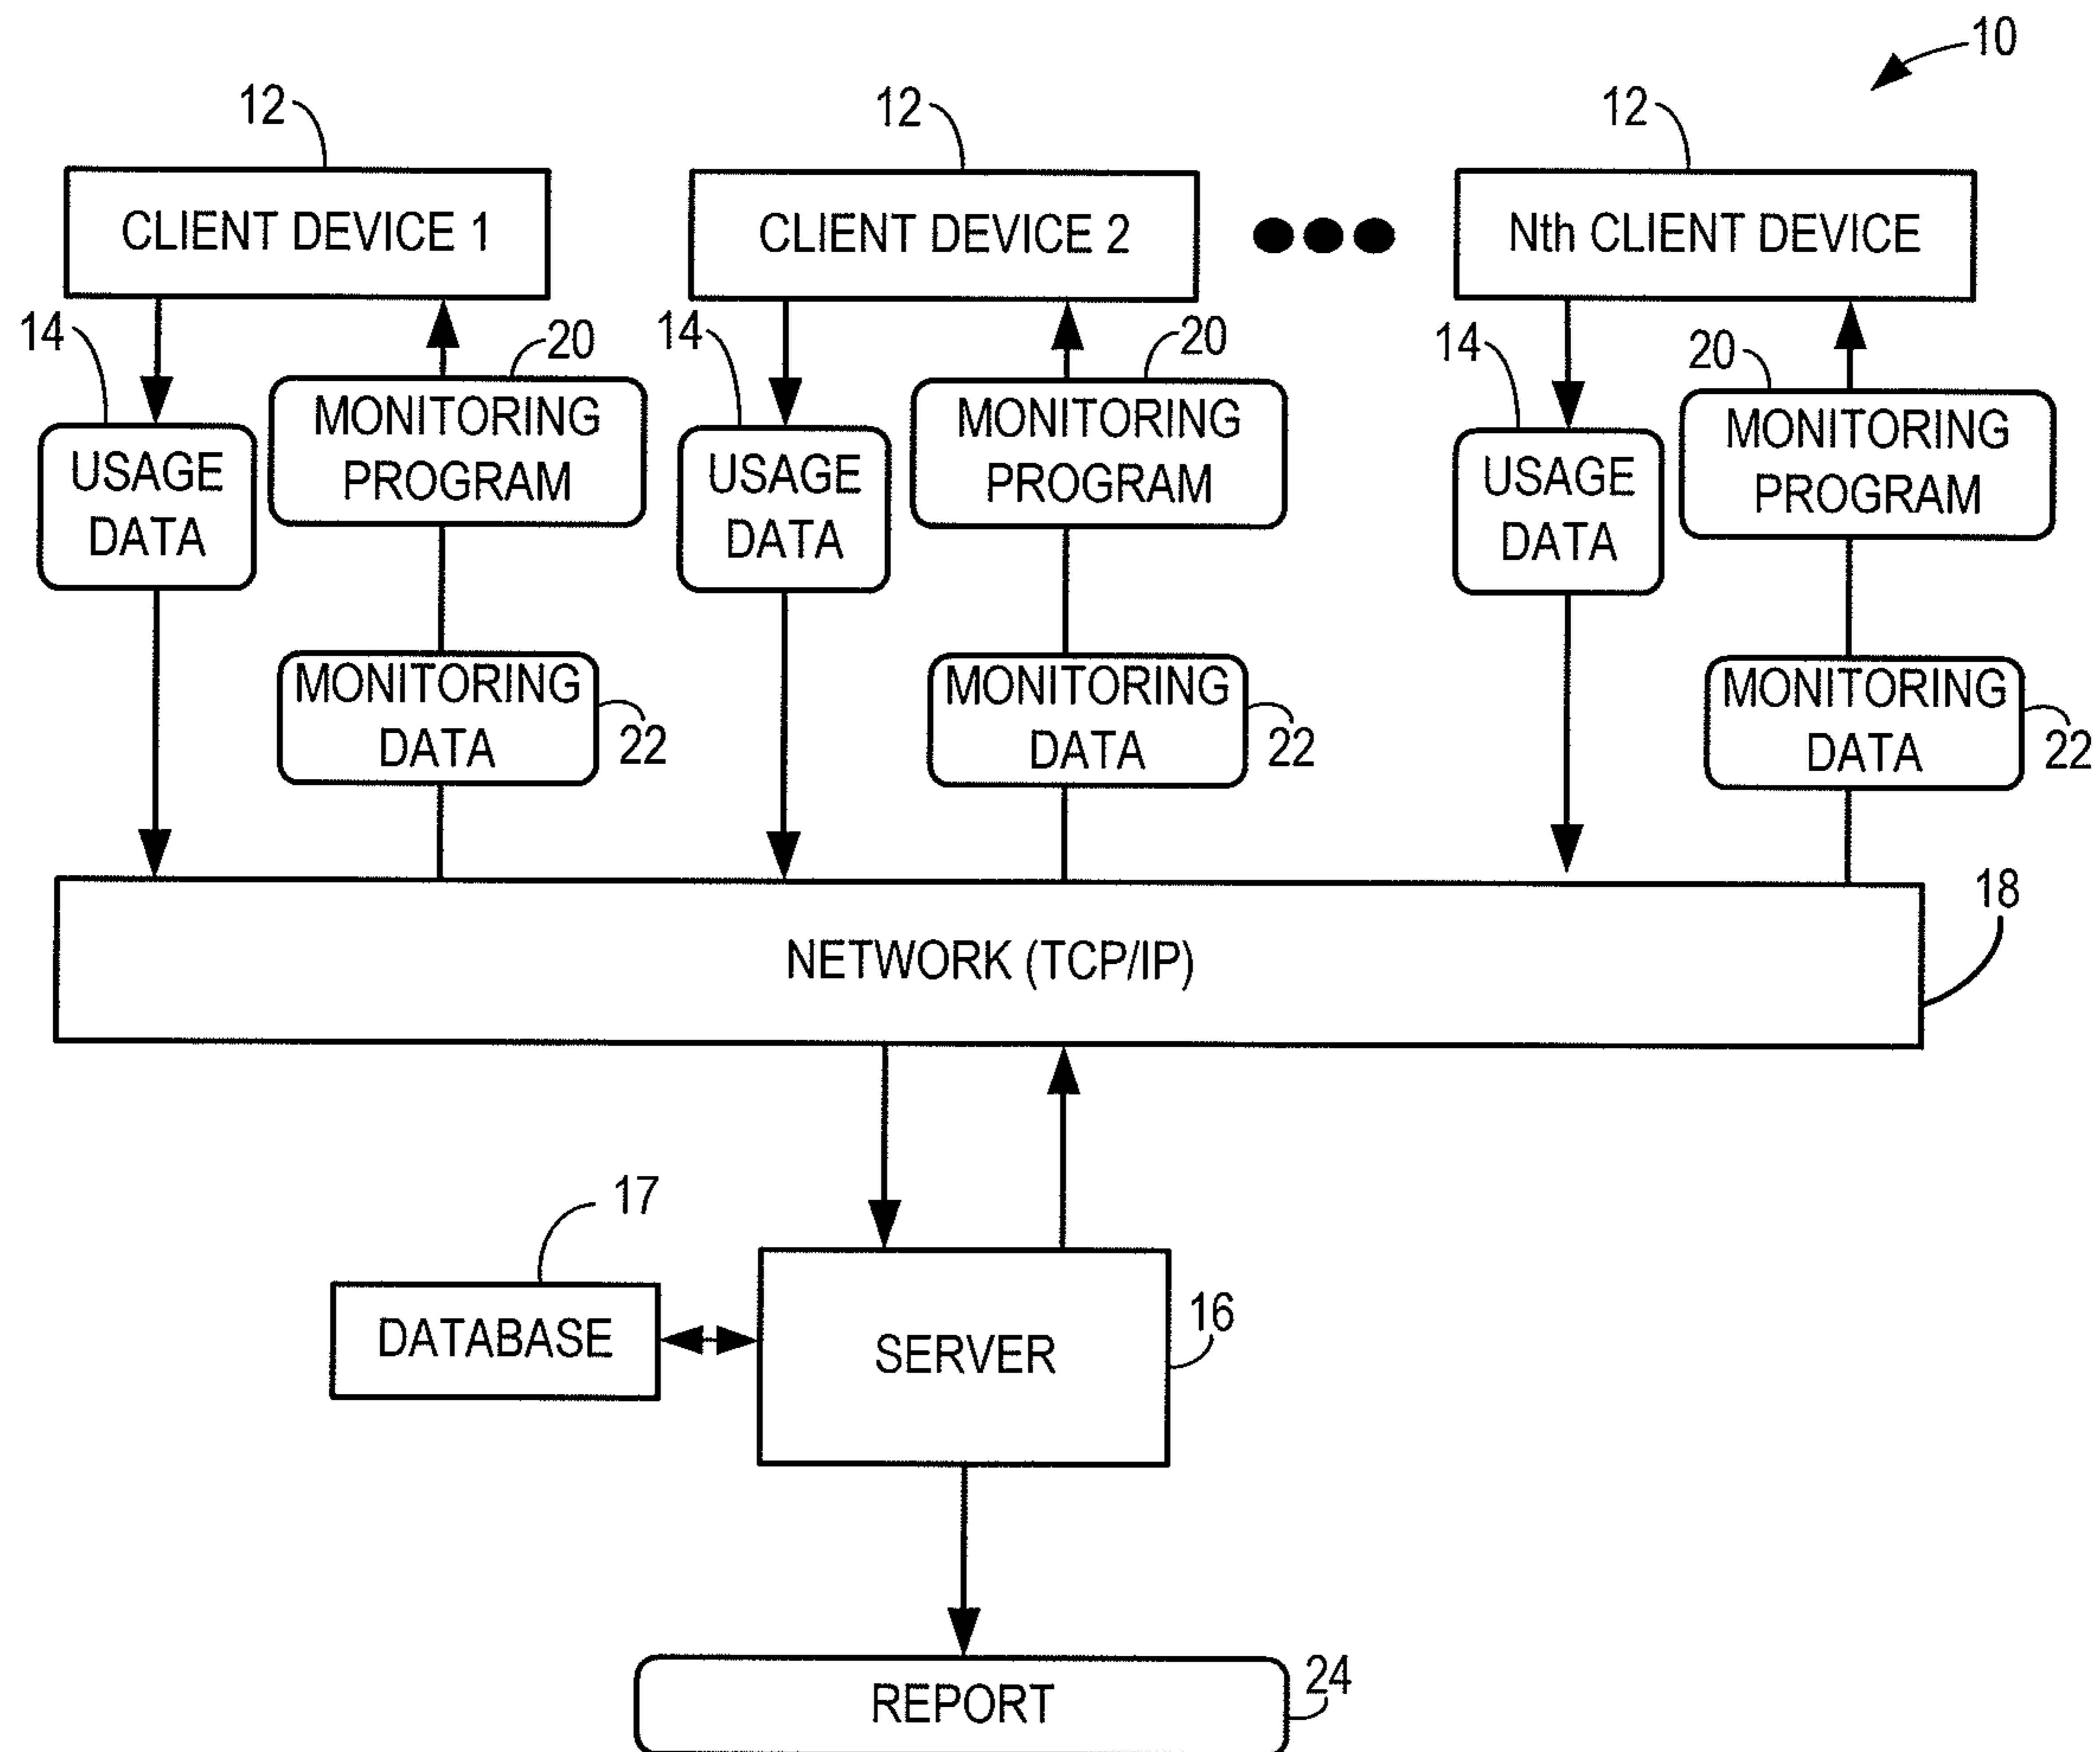 10
12
12
12
CLIENT DEVICE 1
CLIENT DEVICE 2
Nth CLIENT DEVICE
14
20
14
20
14
20
USAGE
DATA
MONITORING
PROGRAM
USAGE
DATA
MONITORING
PROGRAM
USAGE
DATA
MONITORING
PROGRAM
MONITORING
DATA
22
MONITORING
DATA
22
MONITORING
DATA
22
18
NETWORK (TCP/IP)
17
DATABASE
SERVER
16
REPORT
24